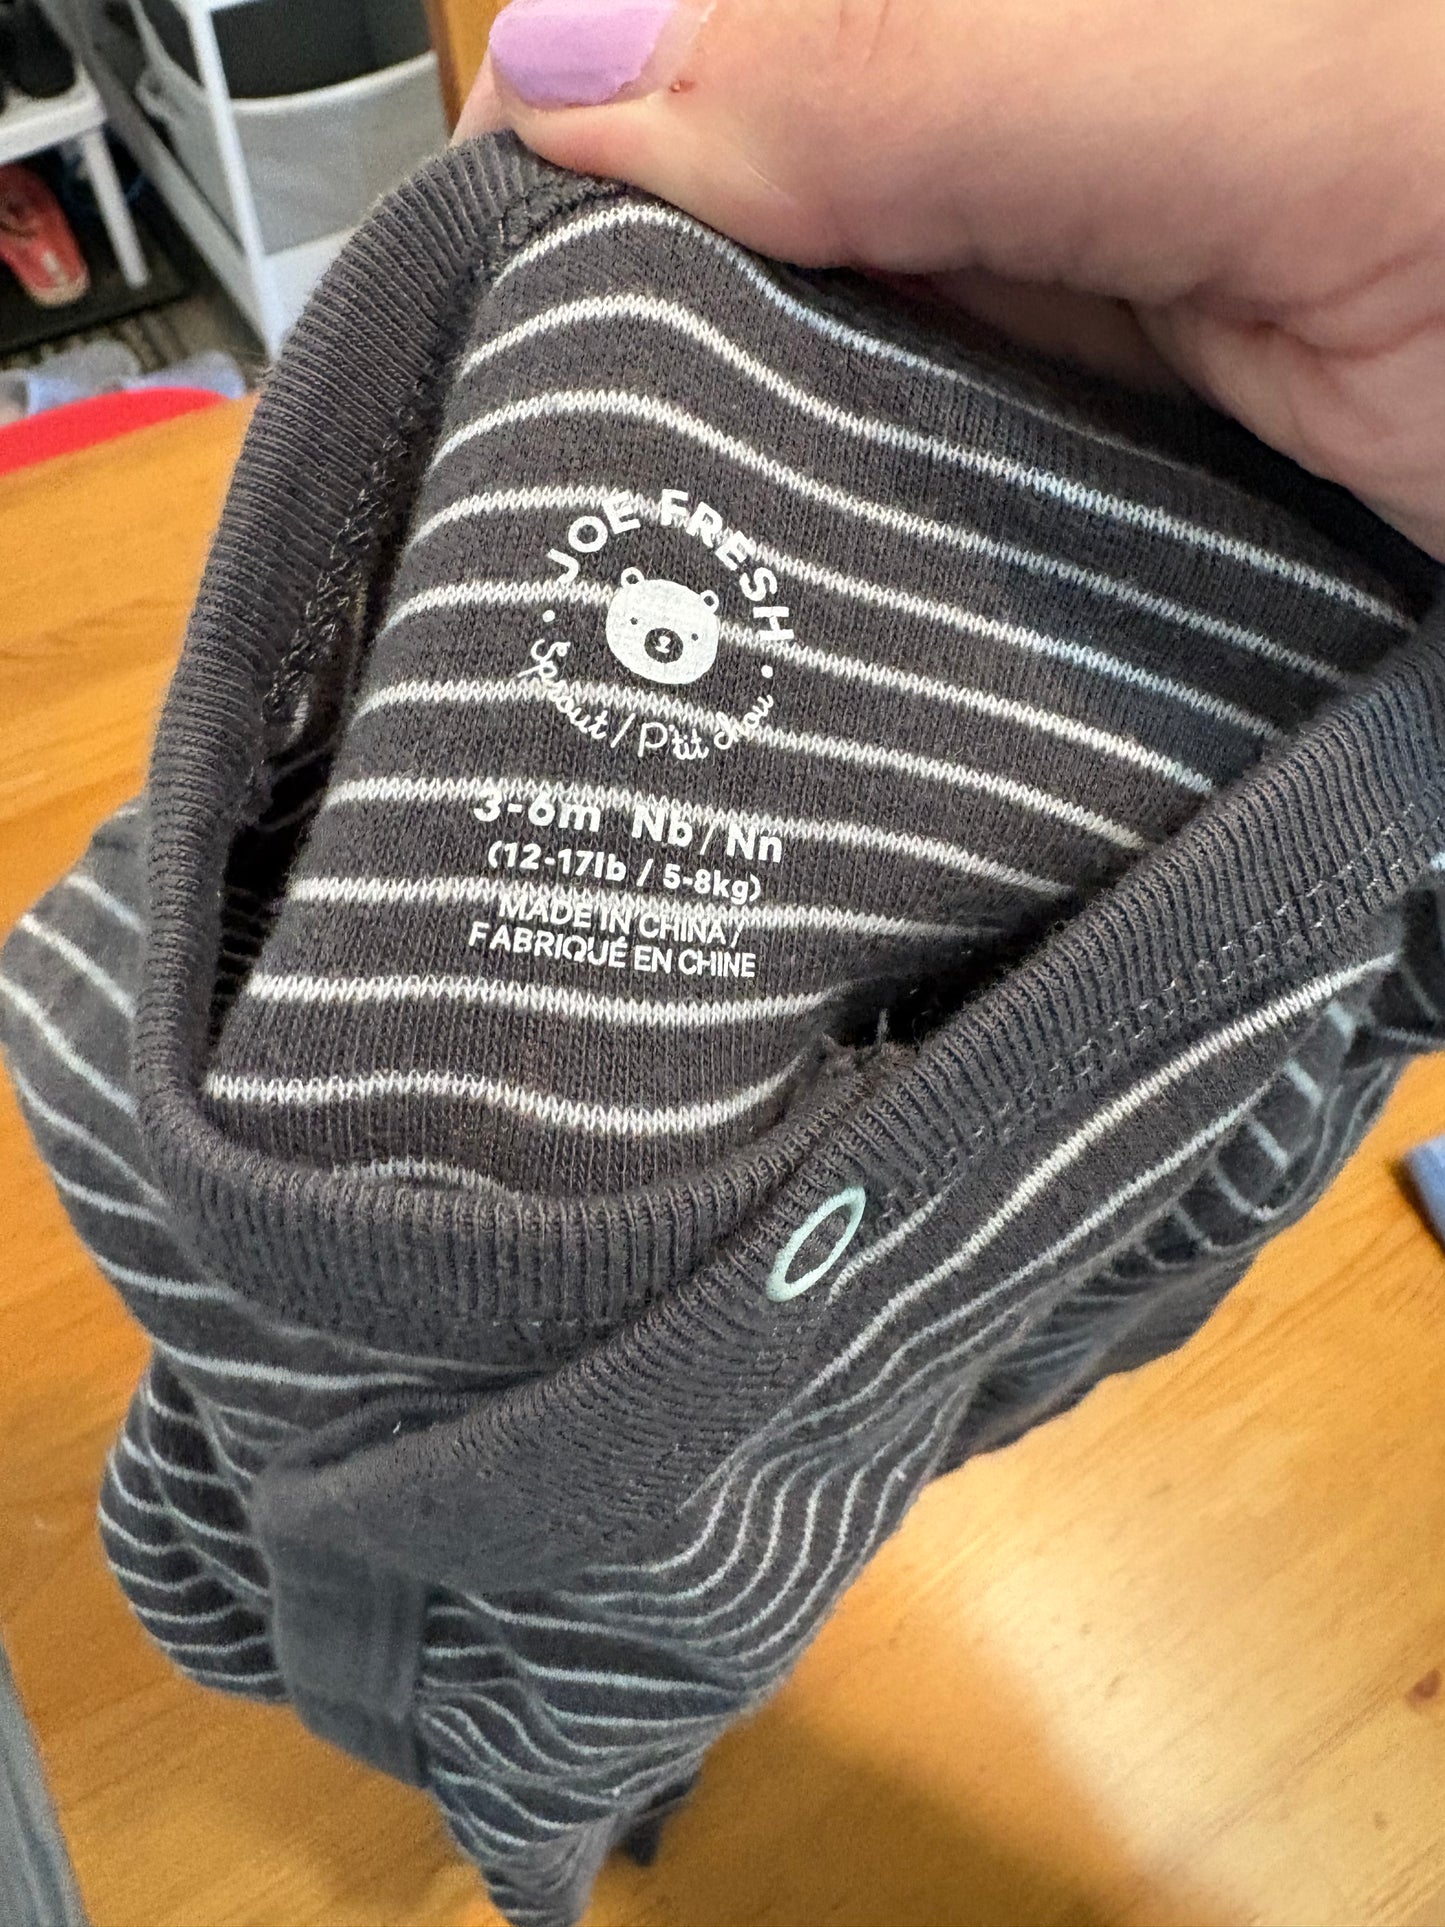 JOE FRESH
Sprout / P'tit chou
3-6m Nb/Nn
(12-17lb / 5-8kg)
MADE IN CHINA /
FABRIQUÉ EN CHINE